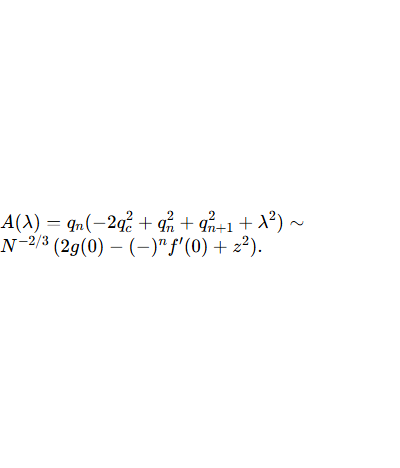 A(λ) = q_n(−2q_c^2 + q_n^2 + q_{n+1}^2 + λ^2) ∼
N^{−2/3} (2g(0) − (−)^n f′(0) + z^2).